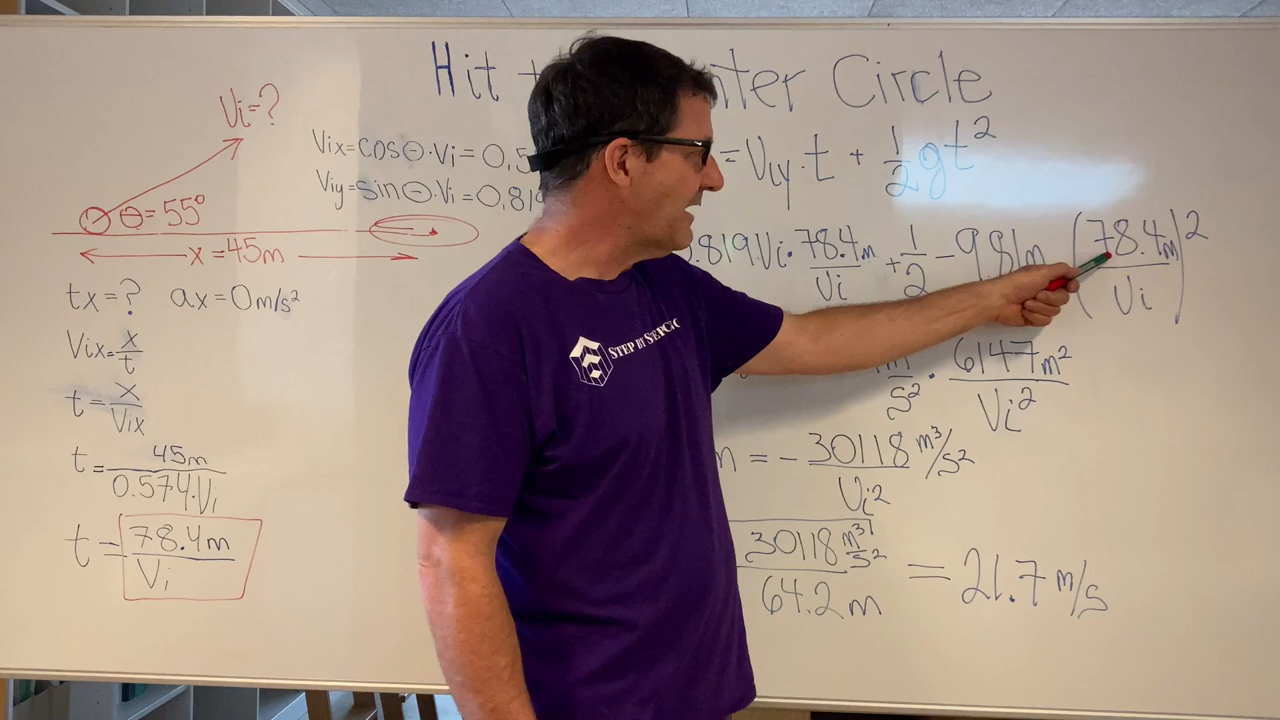 Hit Circle
Vi=?
θ=55°
x=45m
tx=? ax=0m/s²
Vix=x/t
t=x/Vix
t=45m/0.574·Vi
t=78.4m/Vi
Vix=cosθ·Vi=0,5
Viy=sinθ·Vi=0,819
=Viy·t + 1/2gt²
0.819Vi·78.4m/Vi + 1/2 -9.81m (78.4m/Vi)²
m/s² · 6147m²/Vi²
m = - 30118 m³/s²/Vi²
30118 m³/s²/64.2m = 21.7 m/s
STEP BY STEP